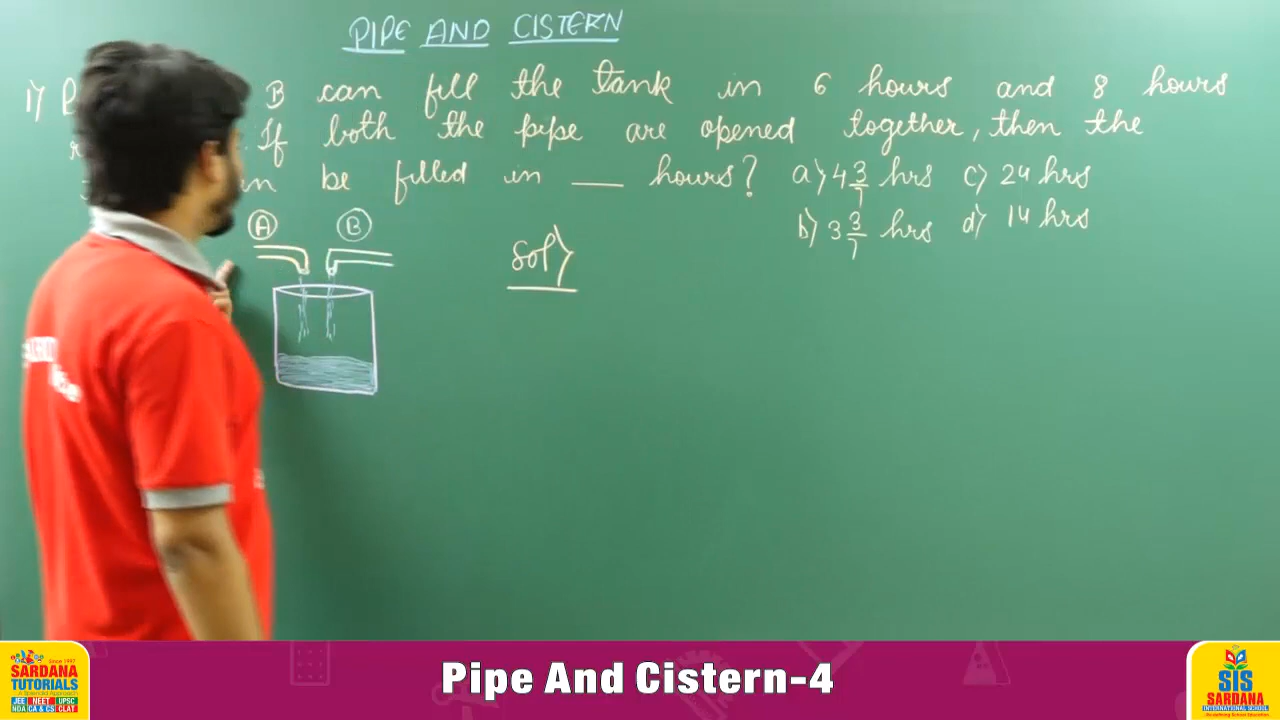 PIPE AND CISTERN
1) P B can fill the tank in 6 hours and 8 hours
r . If both the pipe are opened together, then the
n be filled in ___ hours? a) 4 3/7 hrs c) 24 hrs
b) 3 3/7 hrs d) 14 hrs
A B
Sol)
Pipe And Cistern-4
Since 1997
SARDANA
TUTORIALS
JEE NEET UPSC
NDA CA & CS CLAT
SIS
SARDANA
INTERNATIONAL SCHOOL